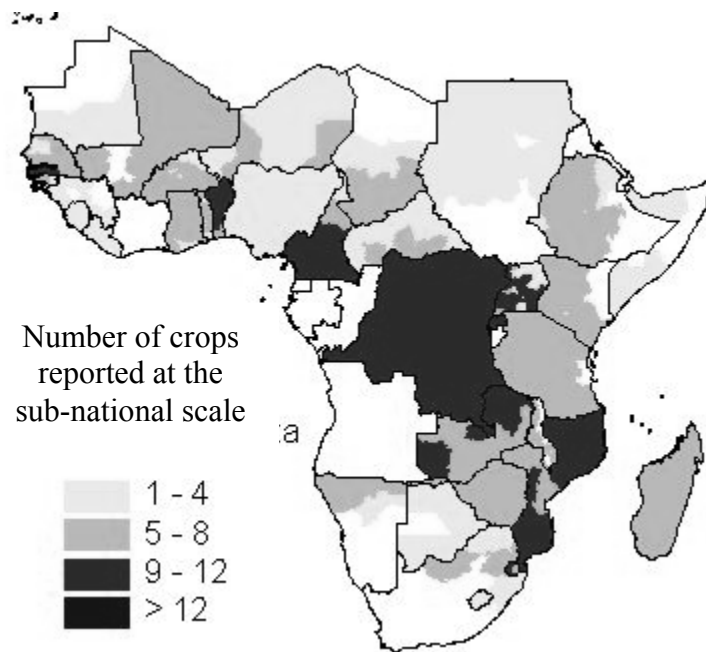 Number of crops
reported at the
sub-national scale
1 - 4
5 - 8
9 - 12
> 12